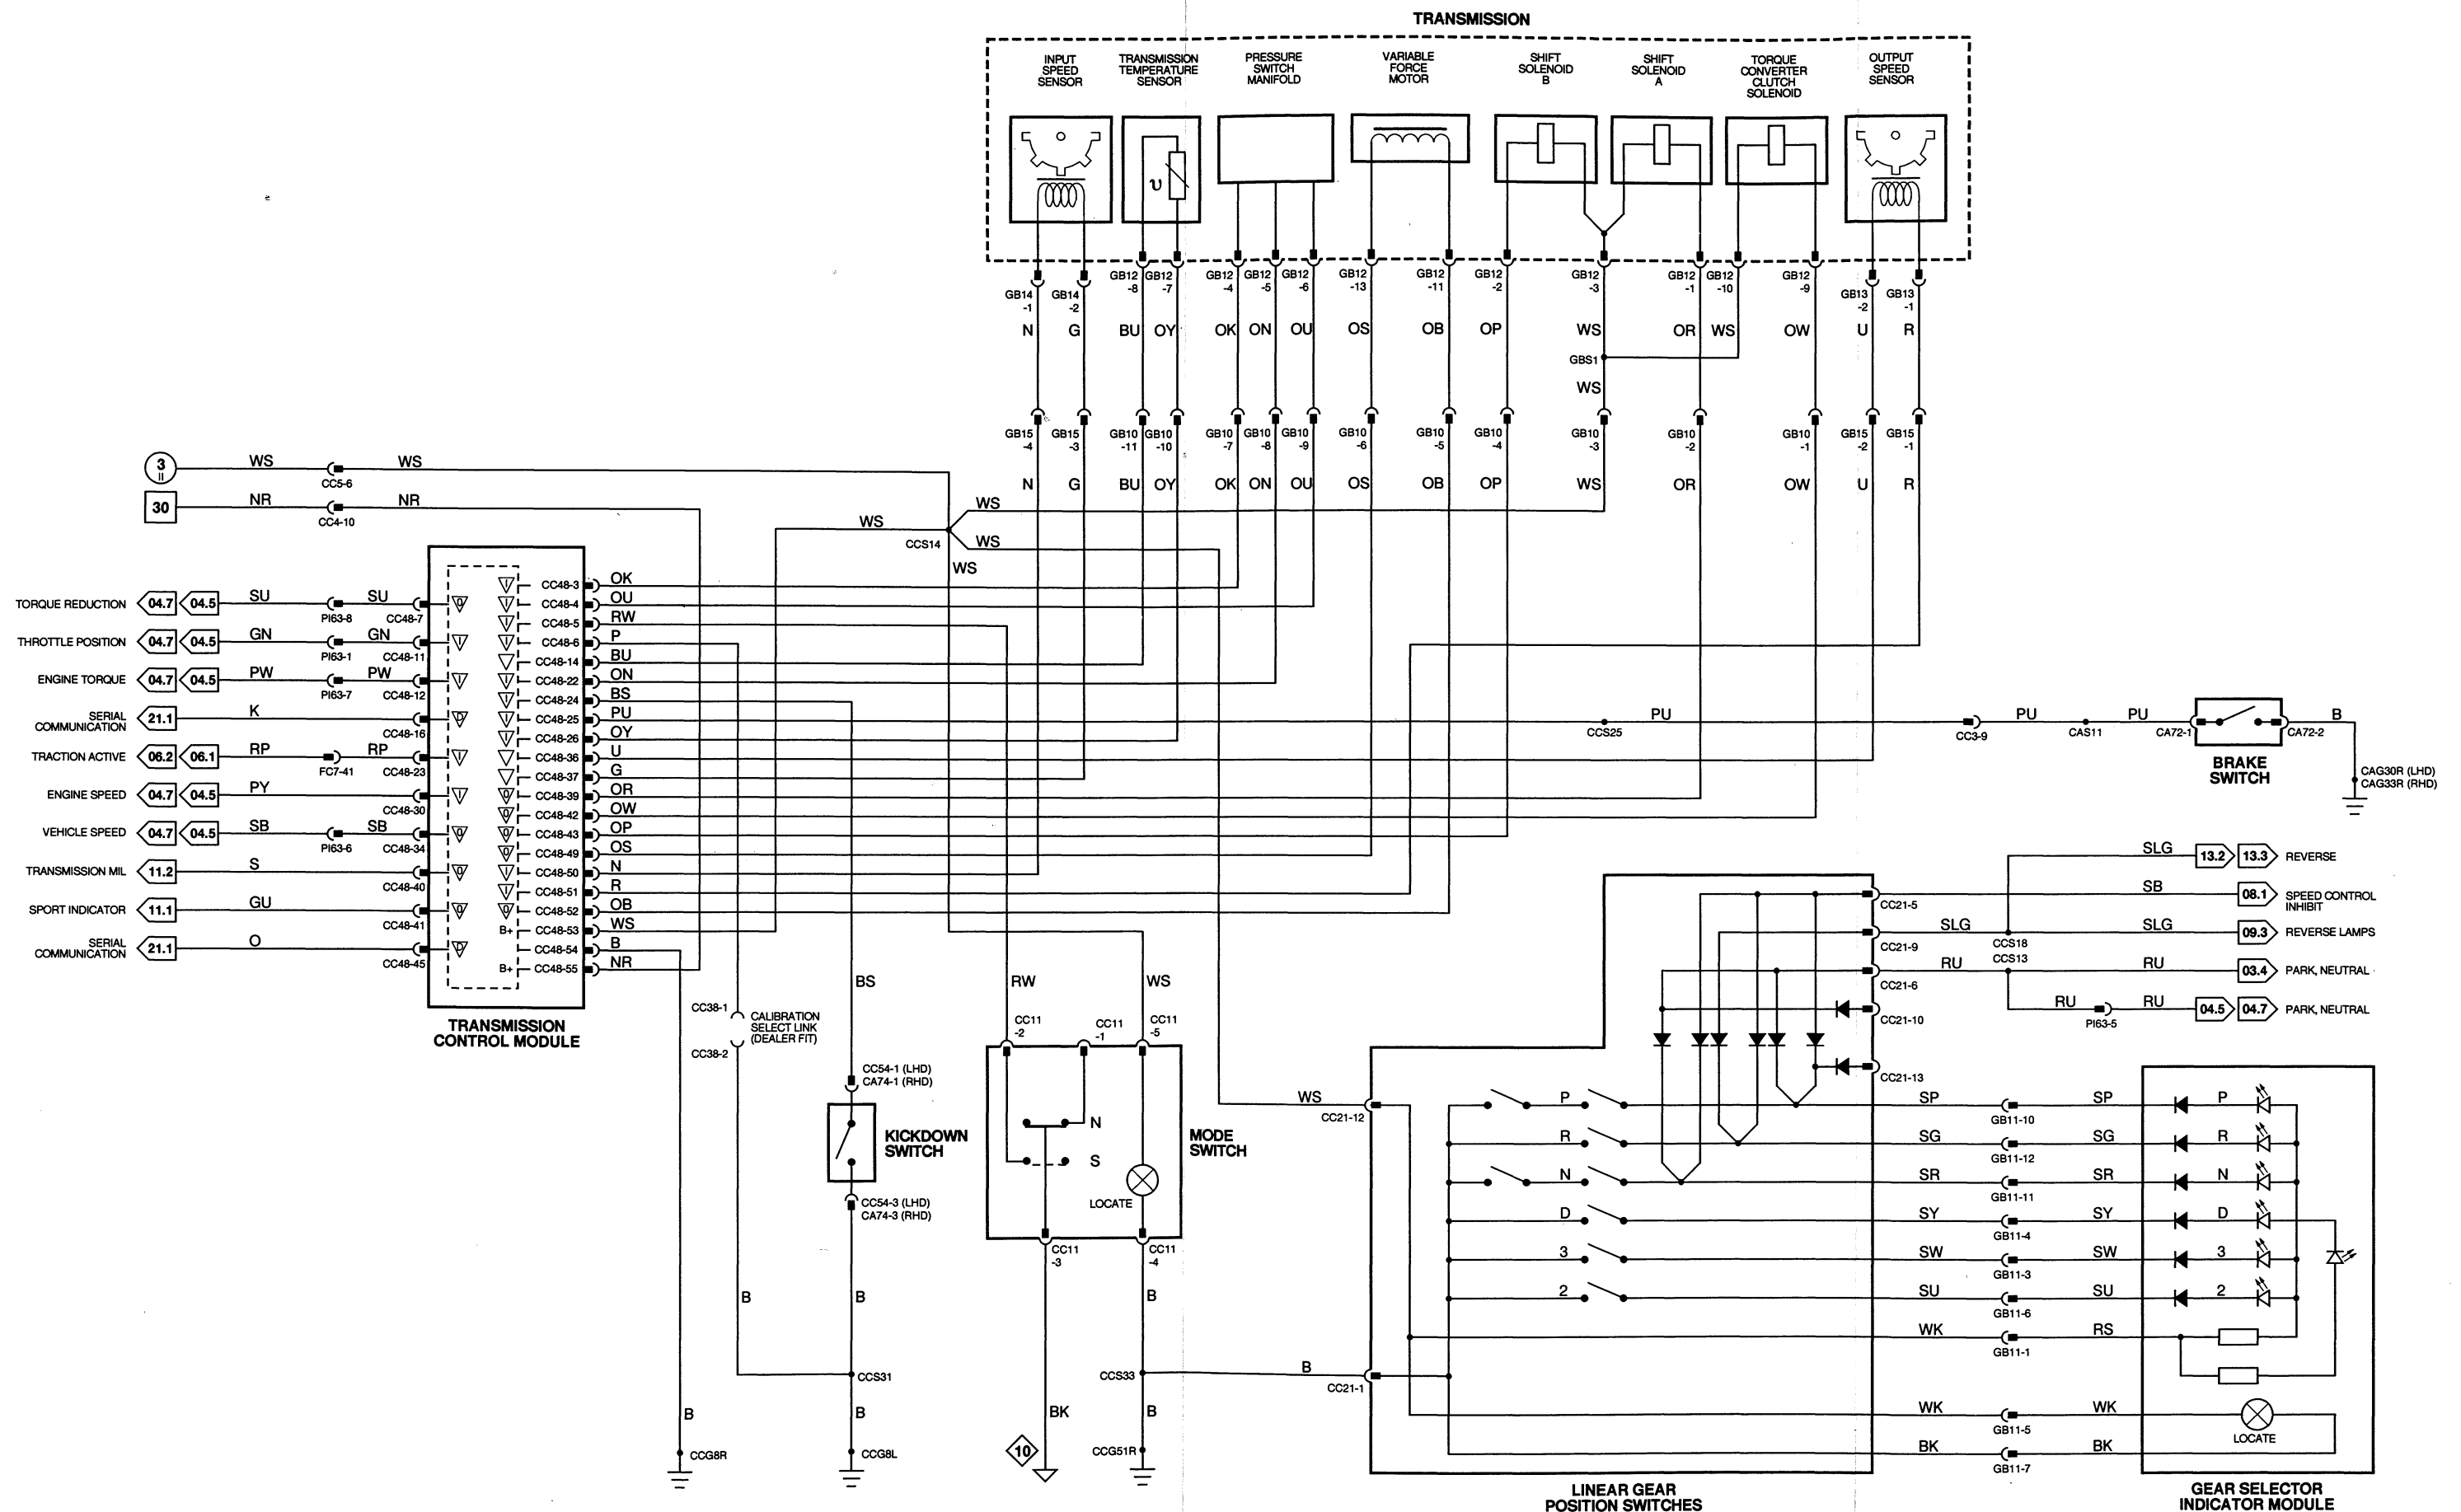 TRANSMISSION
INPUT
SPEED
SENSOR
TRANSMISSION
TEMPERATURE
SENSOR
PRESSURE
SWITCH
MANIFOLD
VARIABLE
FORCE
MOTOR
SHIFT
SOLENOID
B
SHIFT
SOLENOID
A
TORQUE
CONVERTER
CLUTCH
SOLENOID
OUTPUT
SPEED
SENSOR
υ
GB14
-1
GB14
-2
GB12
-8
GB12
-7
GB12
-4
GB12
-5
GB12
-6
GB12
-13
GB12
-11
GB12
-2
GB12
-3
GB12
-1
GB12
-10
GB12
-9
GB13
-2
GB13
-1
N G BU OY OK ON OU OS OB OP WS OR WS OW U R
GBS1
WS
GB15
-4
GB15
-3
GB10
-11
GB10
-10
GB10
-7
GB10
-8
GB10
-9
GB10
-6
GB10
-5
GB10
-4
GB10
-3
GB10
-2
GB10
-1
GB15
-2
GB15
-1
N G BU OY OK ON OU OS OB OP WS OR OW U R
3
II
WS WS
CC5-6
30
NR NR
CC4-10
WS WS
CCS14
WS
WS
TORQUE REDUCTION 04.7 04.5 SU SU
PI63-8 CC48-7
THROTTLE POSITION 04.7 04.5 GN GN
PI63-1 CC48-11
ENGINE TORQUE 04.7 04.5 PW PW
PI63-7 CC48-12
SERIAL
COMMUNICATION
21.1 K
CC48-16
TRACTION ACTIVE 06.2 06.1 RP RP
FC7-41 CC48-23
ENGINE SPEED 04.7 04.5 PY
CC48-30
VEHICLE SPEED 04.7 04.5 SB SB
PI63-6 CC48-34
TRANSMISSION MIL 11.2 S
CC48-40
SPORT INDICATOR 11.1 GU
CC48-41
SERIAL
COMMUNICATION
21.1 O
CC48-45
O
I
I
D
I
I
O
O
O
D
I CC48-3 OK
I CC48-4 OU
I CC48-5 RW
I CC48-6 P
CC48-14 BU
I CC48-22 ON
I CC48-24 BS
I CC48-25 PU
I CC48-26 OY
CC48-36 U
CC48-37 G
O CC48-39 OR
O CC48-42 OW
O CC48-43 OP
O CC48-49 OS
I CC48-50 N
I CC48-51 R
O CC48-52 OB
B+ CC48-53 WS
CC48-54 B
B+ CC48-55 NR
TRANSMISSION
CONTROL MODULE
PU
CCS25
CC3-9
PU
CAS11
PU
CA72-1
CA72-2
B
BRAKE
SWITCH
CAG30R (LHD)
CAG33R (RHD)
CC38-1
CALIBRATION
SELECT LINK
(DEALER FIT)
CC38-2
BS
CC54-1 (LHD)
CA74-1 (RHD)
KICKDOWN
SWITCH
CC54-3 (LHD)
CA74-3 (RHD)
B B
CCS31
B B
CCG8R
CCG8L
RW WS
CC11
-2
CC11
-1
CC11
-5
N
S
LOCATE
MODE
SWITCH
CC11
-3
CC11
-4
B
CCS33
BK B
10
CCG51R
WS
CC21-12
B
CC21-1
SLG 13.2 13.3 REVERSE
CC21-5
SB 08.1 SPEED CONTROL
INHIBIT
CC21-9
SLG
CCS18
SLG 09.3 REVERSE LAMPS
CCS13
CC21-6
RU RU 03.4 PARK, NEUTRAL
RU RU 04.5 04.7 PARK, NEUTRAL
PI63-5
CC21-10
CC21-13
P SP SP P
GB11-10
R SG SG R
GB11-12
N SR SR N
GB11-11
D SY SY D
GB11-4
3 SW SW 3
GB11-3
2 SU SU 2
GB11-6
WK RS
GB11-1
WK WK
GB11-5
LOCATE
BK BK
GB11-7
LINEAR GEAR
POSITION SWITCHES
GEAR SELECTOR
INDICATOR MODULE